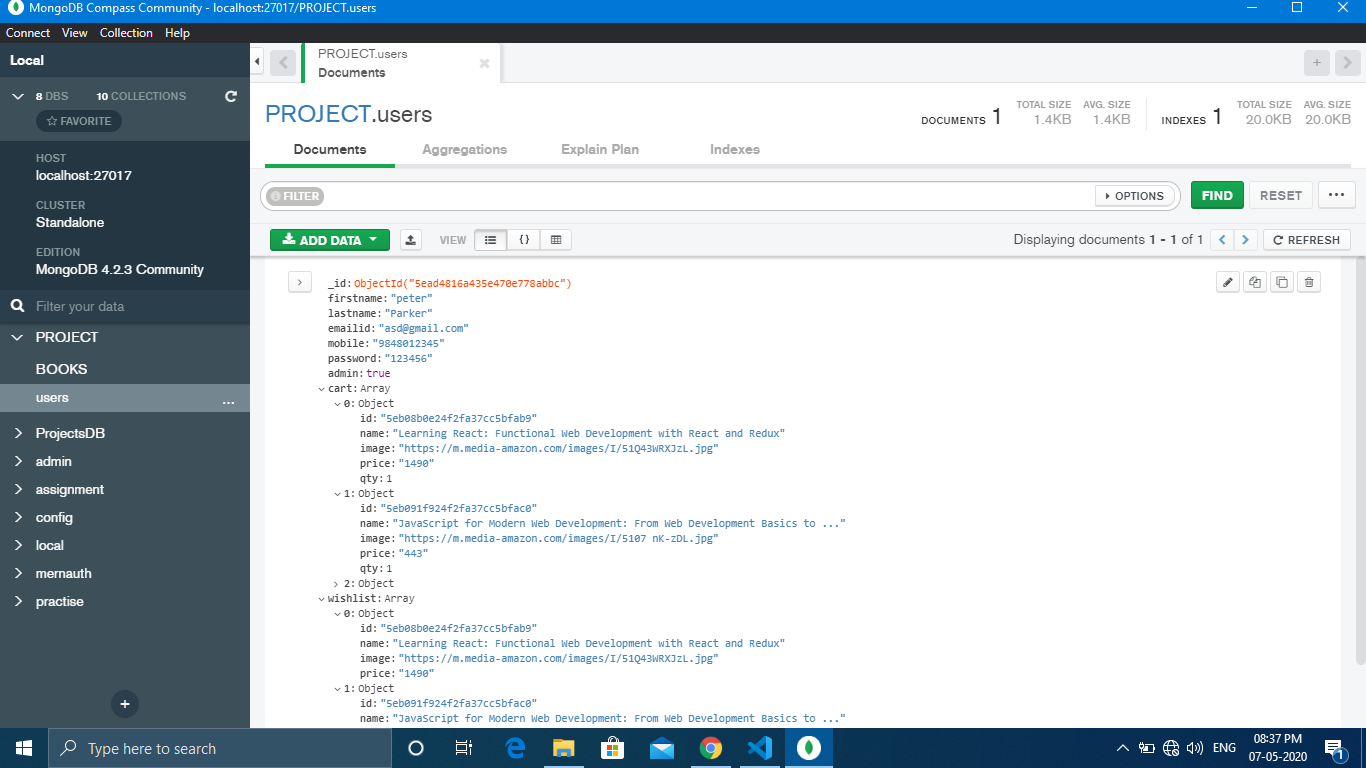 MongoDB Compass Community - localhost:27017/PROJECT.users
Connect View Collection Help
Local
8 DBS 10 COLLECTIONS
FAVORITE
HOST
localhost:27017
CLUSTER
Standalone
EDITION
MongoDB 4.2.3 Community
Filter your data
PROJECT
BOOKS
users ...
ProjectsDB
admin
assignment
config
local
mernauth
practise
+
PROJECT.users
Documents
PROJECT.users
DOCUMENTS 1 TOTAL SIZE 1.4KB AVG. SIZE 1.4KB INDEXES 1 TOTAL SIZE 20.0KB AVG. SIZE 20.0KB
Documents Aggregations Explain Plan Indexes
FILTER OPTIONS FIND RESET ...
ADD DATA VIEW {} Displaying documents 1 - 1 of 1 REFRESH
_id: ObjectId("5ead4816a435e470e778abbc")
firstname: "peter"
lastname: "Parker"
emailid: "asd@gmail.com"
mobile: "9848012345"
password: "123456"
admin: true
cart: Array
0: Object
id: "5eb08b0e24f2fa37cc5bfab9"
name: "Learning React: Functional Web Development with React and Redux"
image: "https://m.media-amazon.com/images/I/51Q43WRXJzL.jpg"
price: "1490"
qty: 1
1: Object
id: "5eb091f924f2fa37cc5bfac0"
name: "JavaScript for Modern Web Development: From Web Development Basics to ..."
image: "https://m.media-amazon.com/images/I/5107 nK-zDL.jpg"
price: "443"
qty: 1
2: Object
wishlist: Array
0: Object
id: "5eb08b0e24f2fa37cc5bfab9"
name: "Learning React: Functional Web Development with React and Redux"
image: "https://m.media-amazon.com/images/I/51Q43WRXJzL.jpg"
price: "1490"
1: Object
id: "5eb091f924f2fa37cc5bfac0"
name: "JavaScript for Modern Web Development: From Web Development Basics to ..."
Type here to search
ENG
08:37 PM
07-05-2020
1